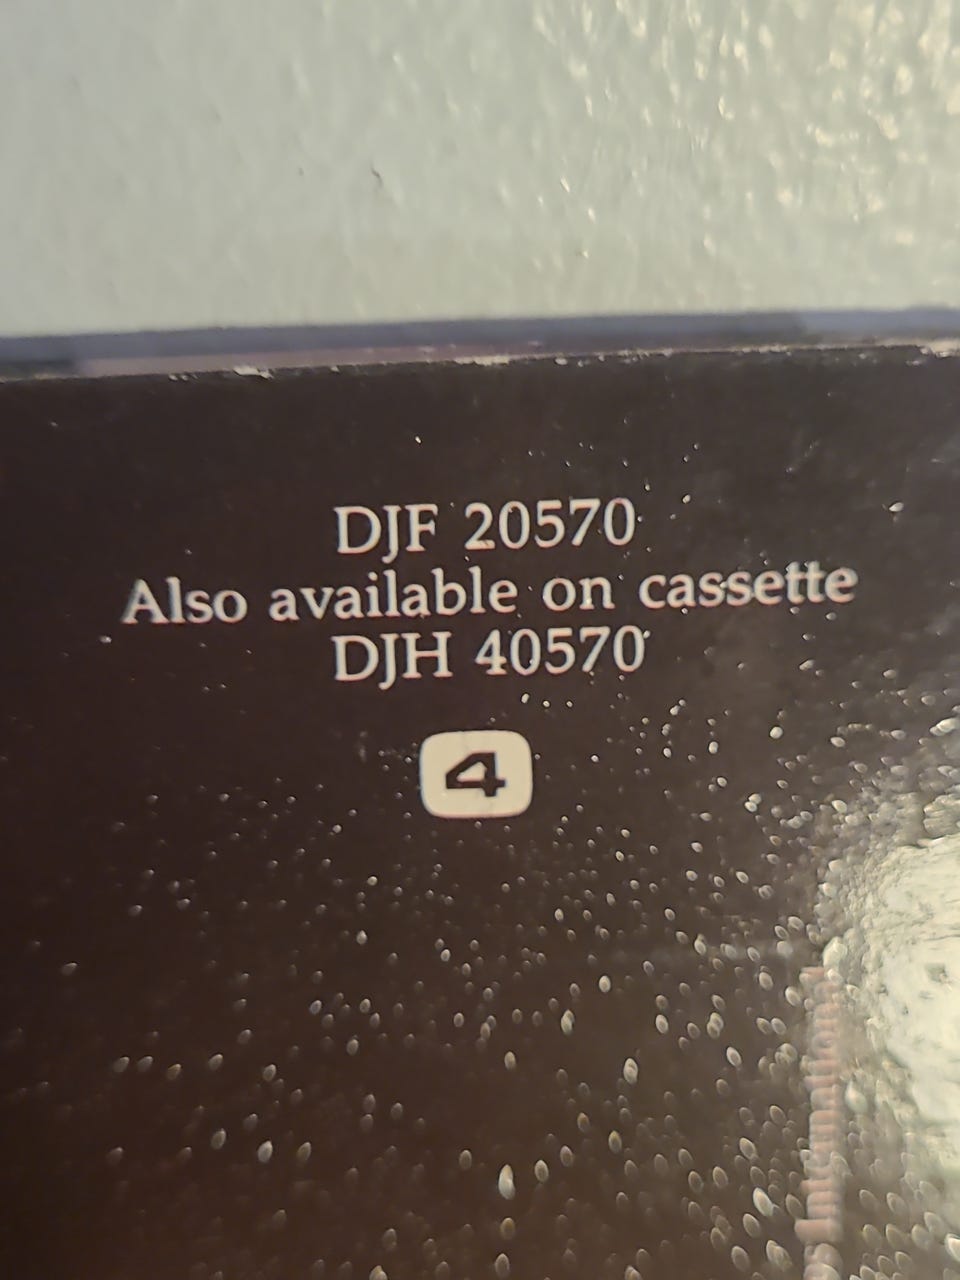 DJF 20570
Also available on cassette
DJH 40570
4